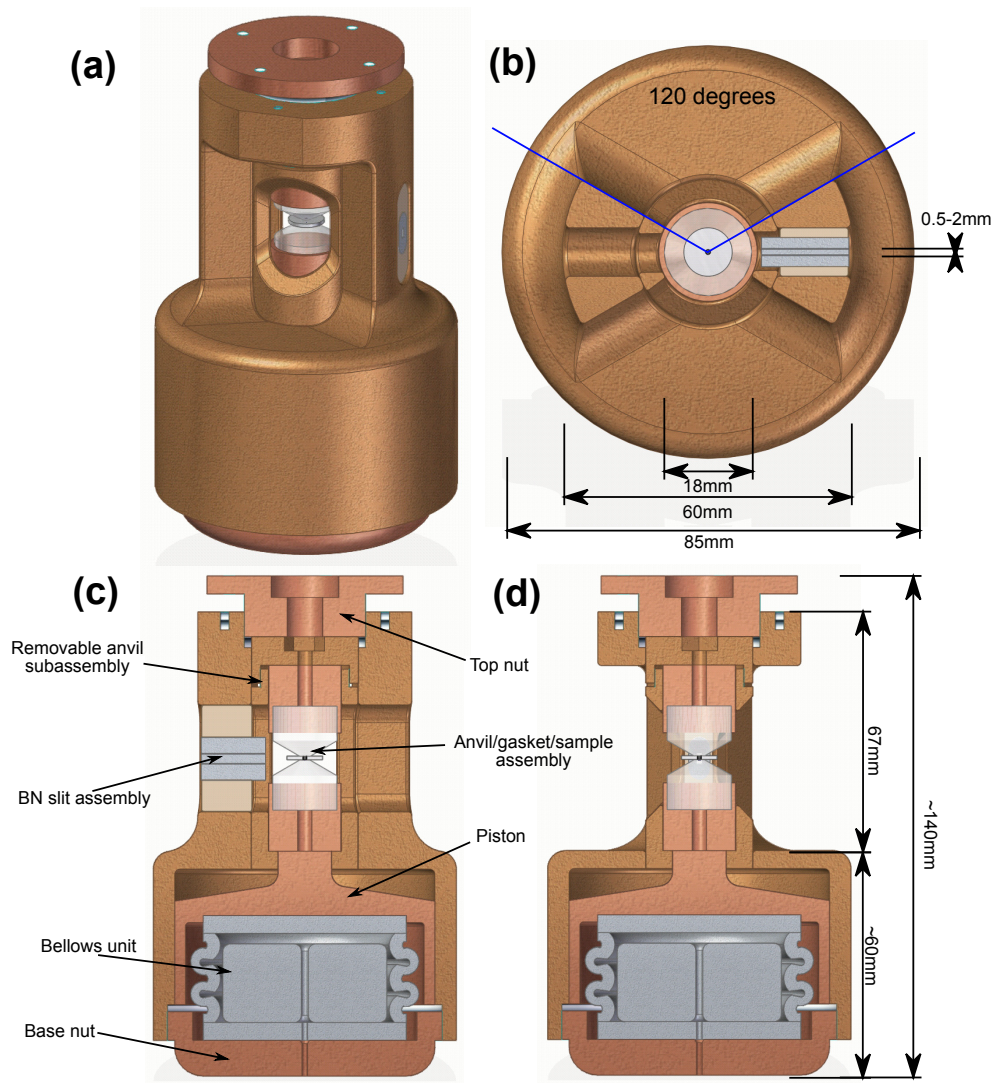 (a)
(b)
120 degrees
0.5-2mm
18mm
60mm
85mm
(c)
(d)
Removable anvil
subassembly
Top nut
Anvil/gasket/sample
assembly
BN slit assembly
Piston
Bellows unit
Base nut
67mm
~140mm
~60mm